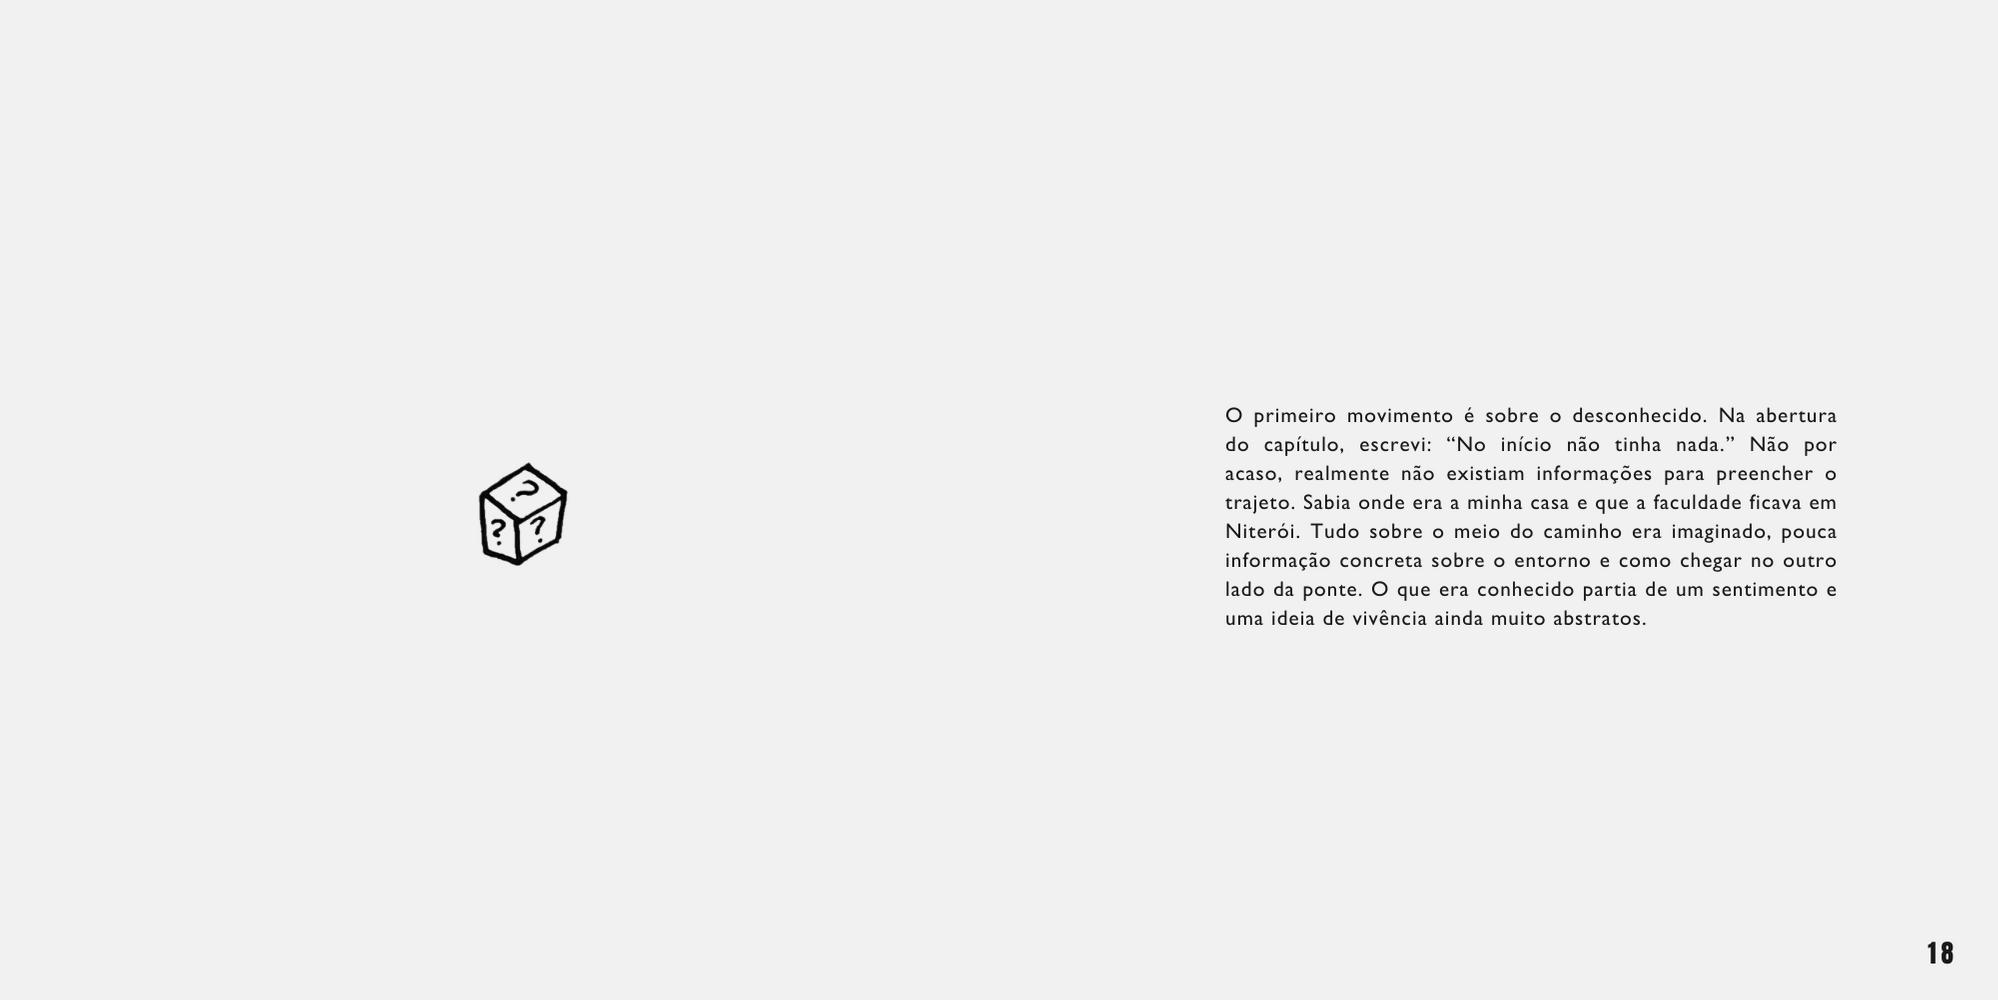 ?
? ?
O primeiro movimento é sobre o desconhecido. Na abertura
do capítulo, escrevi: “No início não tinha nada.” Não por
acaso, realmente não existiam informações para preencher o
trajeto. Sabia onde era a minha casa e que a faculdade ficava em
Niterói. Tudo sobre o meio do caminho era imaginado, pouca
informação concreta sobre o entorno e como chegar no outro
lado da ponte. O que era conhecido partia de um sentimento e
uma ideia de vivência ainda muito abstratos.
18